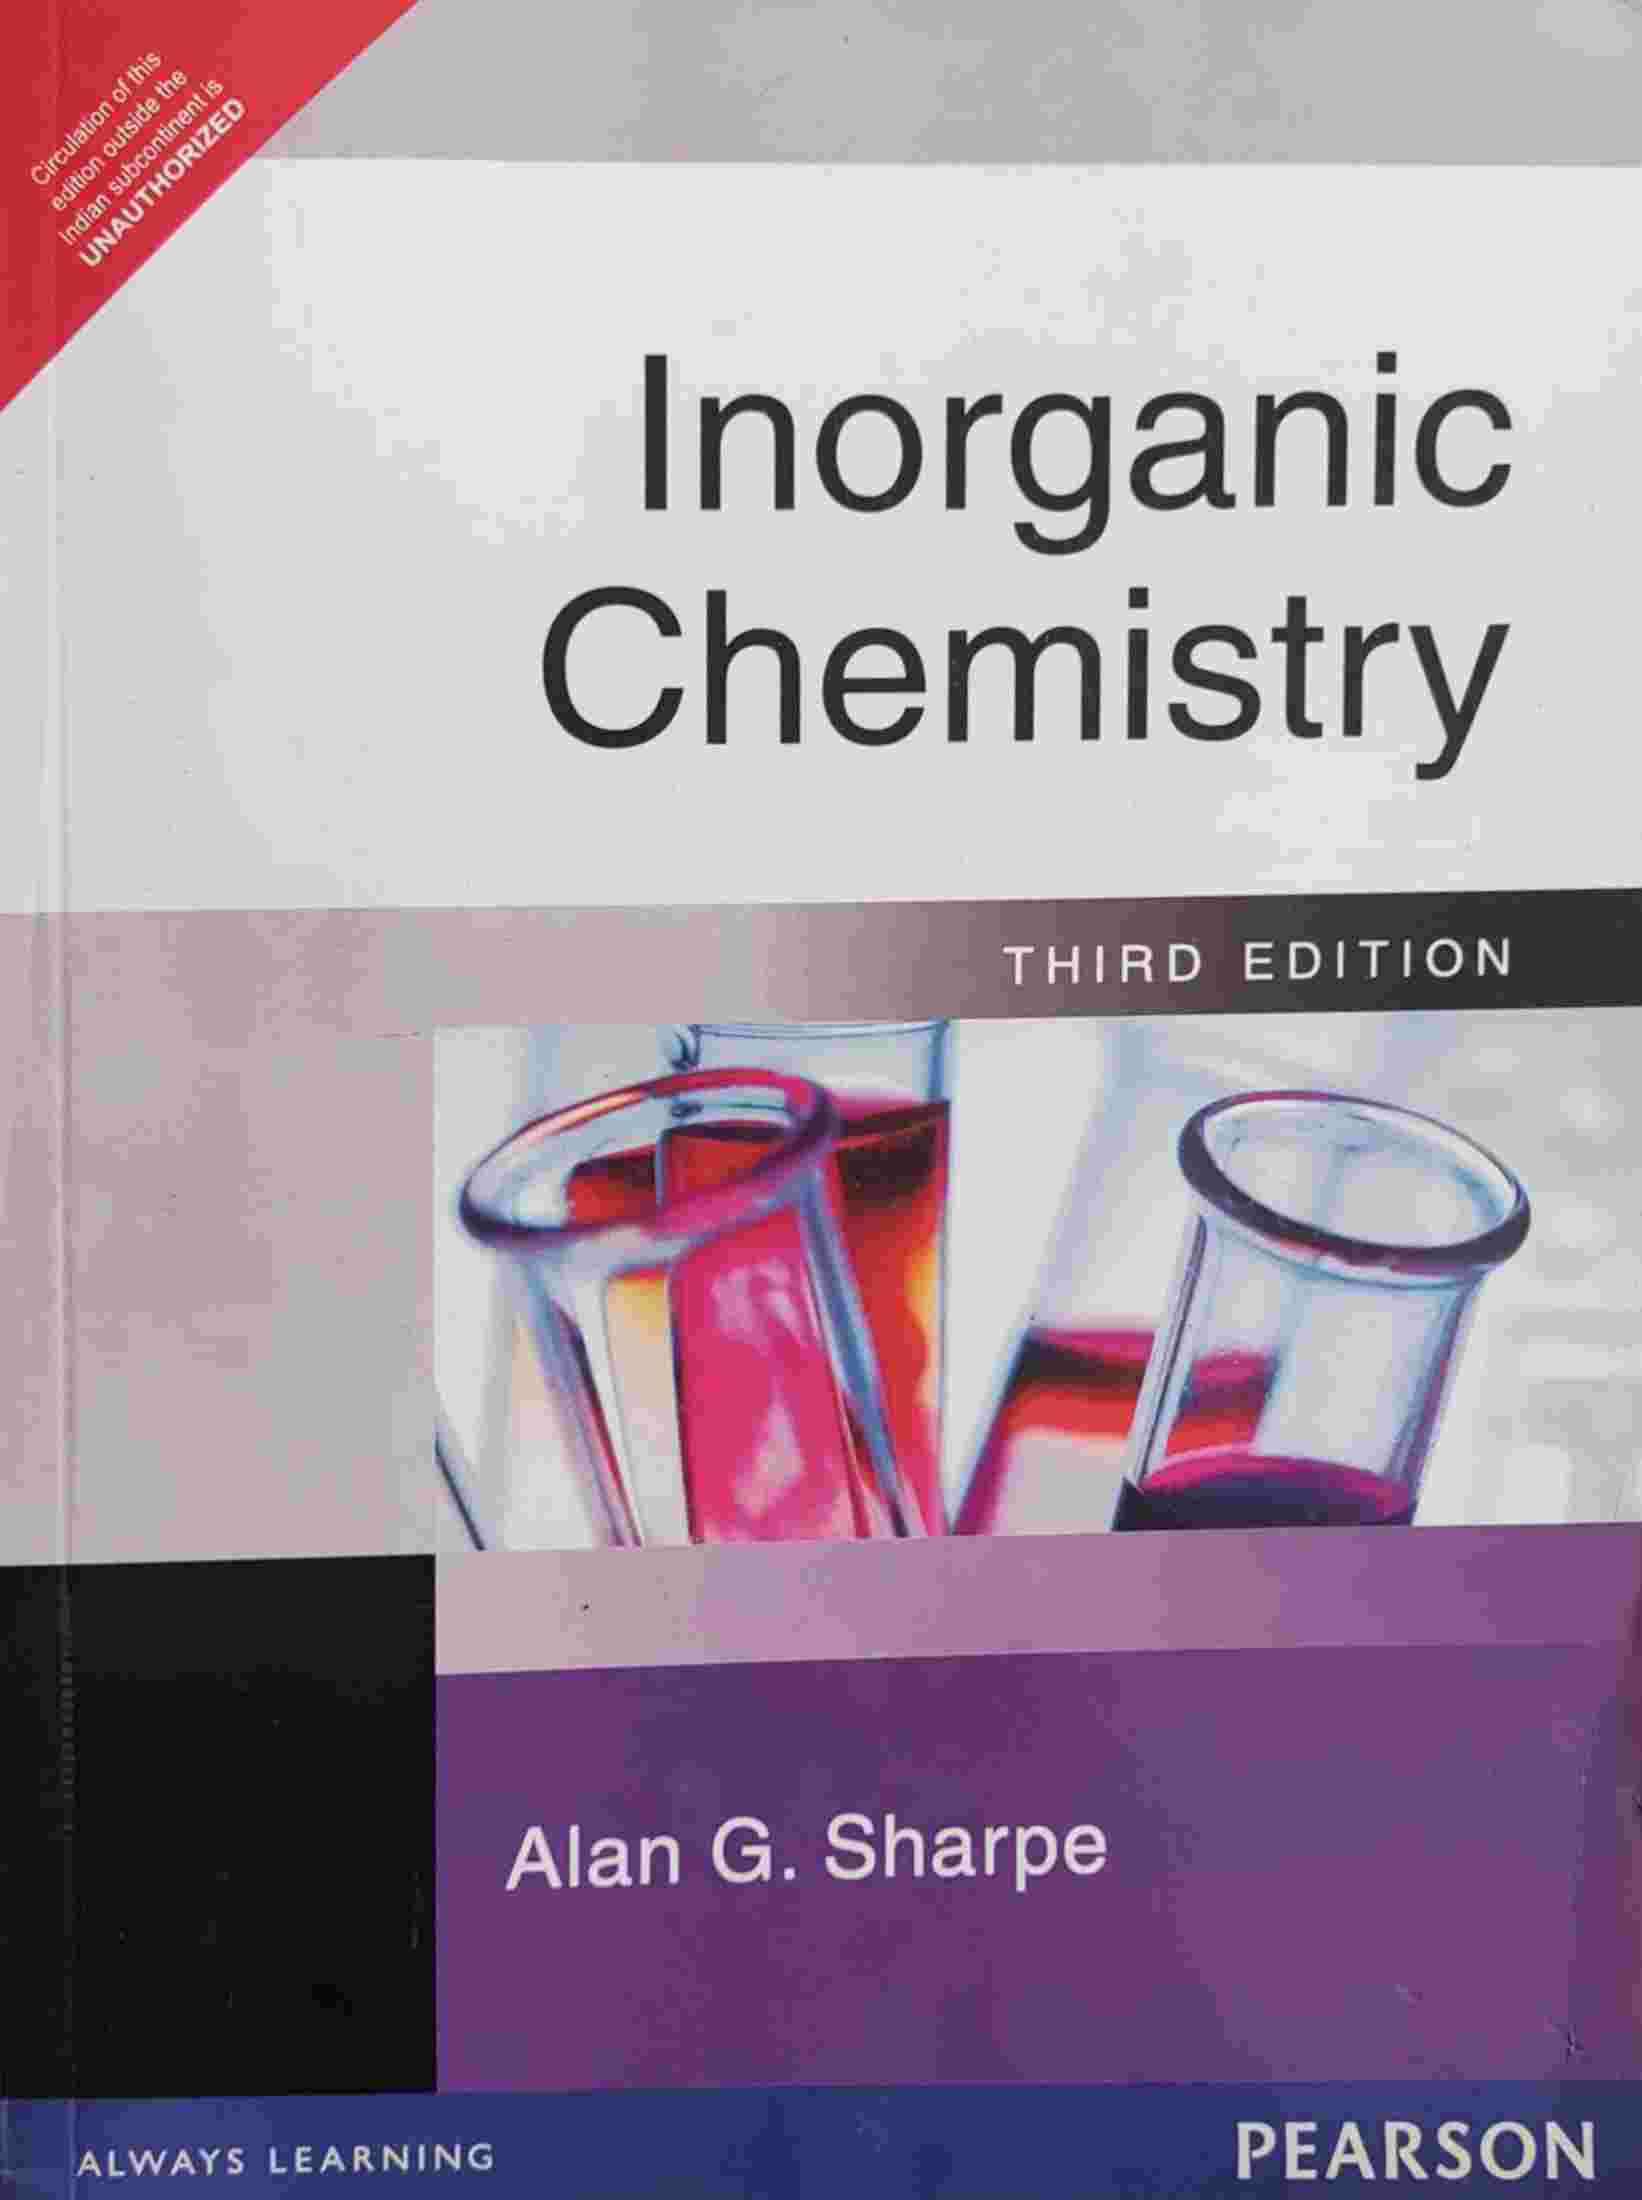 Circulation of this
edition outside the
Indian subcontinent is
UNAUTHORIZED
Inorganic
Chemistry
THIRD EDITION
Alan G. Sharpe
ALWAYS LEARNING
PEARSON